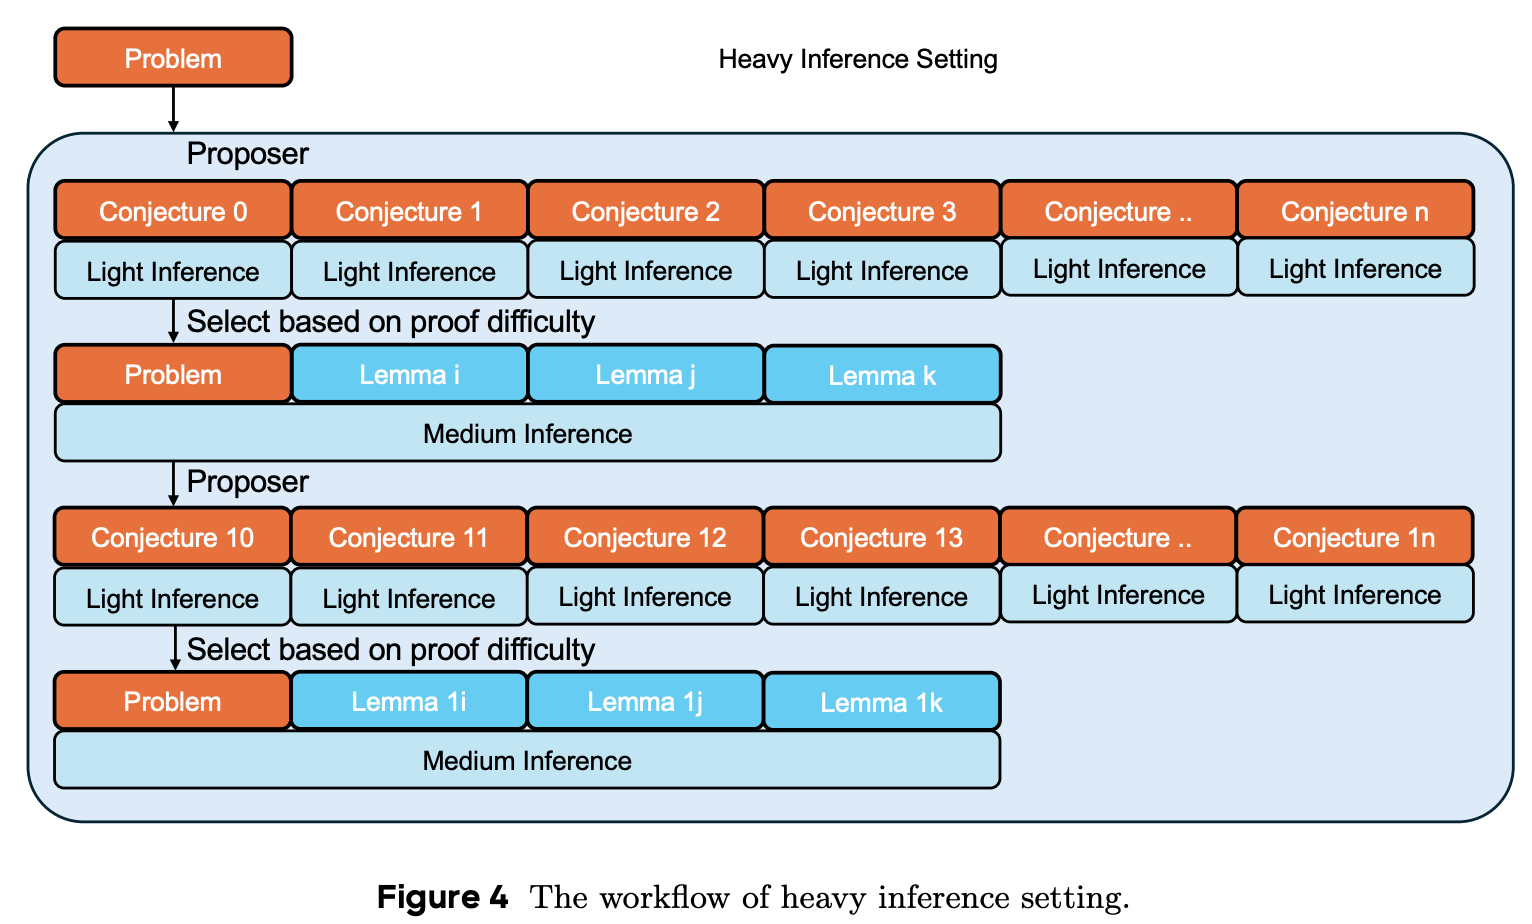 Problem
Heavy Inference Setting
Proposer
Conjecture 0 Conjecture 1 Conjecture 2 Conjecture 3 Conjecture .. Conjecture n
Light Inference Light Inference Light Inference Light Inference Light Inference Light Inference
Select based on proof difficulty
Problem Lemma i Lemma j Lemma k
Medium Inference
Proposer
Conjecture 10 Conjecture 11 Conjecture 12 Conjecture 13 Conjecture .. Conjecture 1n
Light Inference Light Inference Light Inference Light Inference Light Inference Light Inference
Select based on proof difficulty
Problem Lemma 1i Lemma 1j Lemma 1k
Medium Inference
Figure 4 The workflow of heavy inference setting.